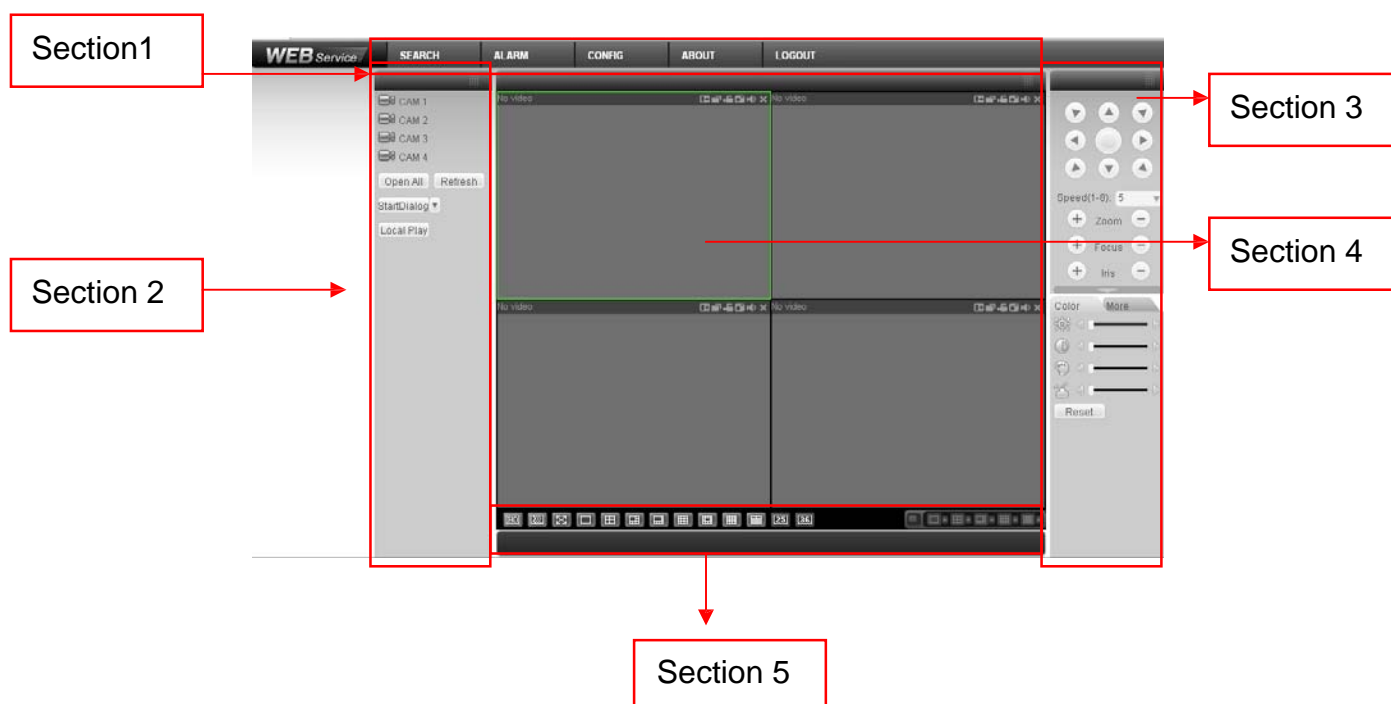 Section1
WEB Service
SEARCH
ALARM
CONFIG
ABOUT
LOGOUT
CAM 1
CAM 2
CAM 3
CAM 4
Open All
Refresh
StartDialog
Local Play
No video
No video
No video
No video
Speed(1-8): 5
Zoom
Focus
Iris
Color
More
Reset
25
36
Section 2
Section 3
Section 4
Section 5